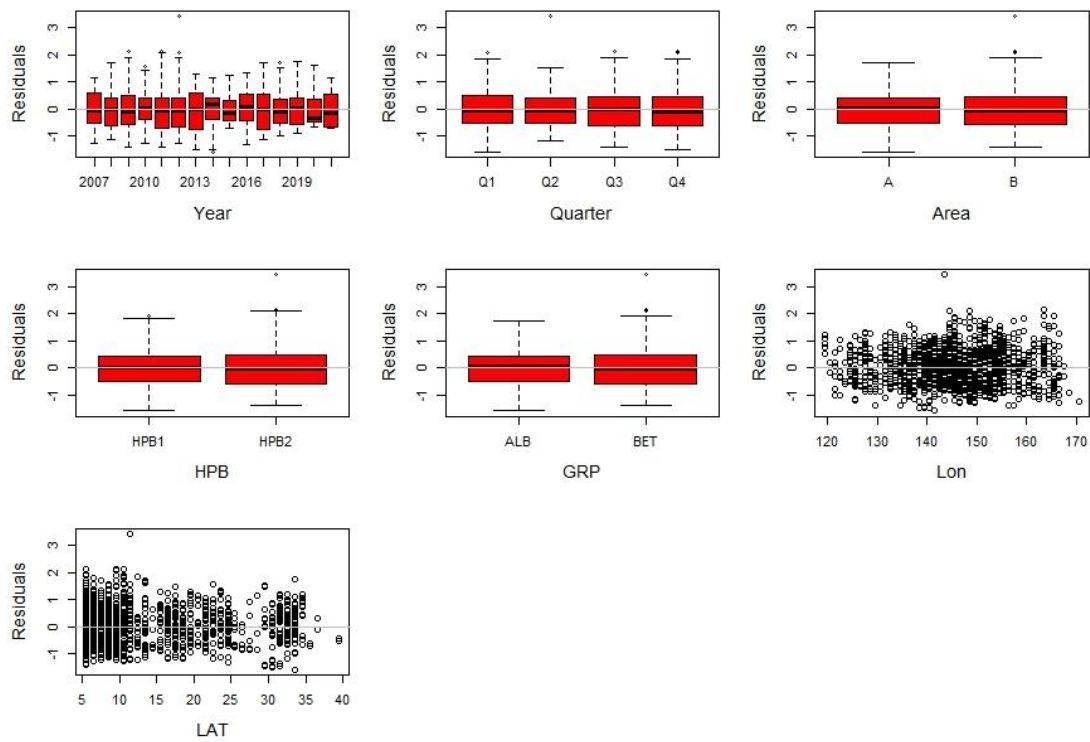 Residuals
3
2
1
0
-1
2007 2010 2013 2016 2019
Year
Residuals
3
2
1
0
-1
Q1 Q2 Q3 Q4
Quarter
Residuals
3
2
1
0
-1
A B
Area
Residuals
3
2
1
0
-1
HPB1 HPB2
HPB
Residuals
3
2
1
0
-1
ALB BET
GRP
Residuals
3
2
1
0
-1
120 130 140 150 160 170
Lon
Residuals
3
2
1
0
-1
5 10 15 20 25 30 35 40
LAT